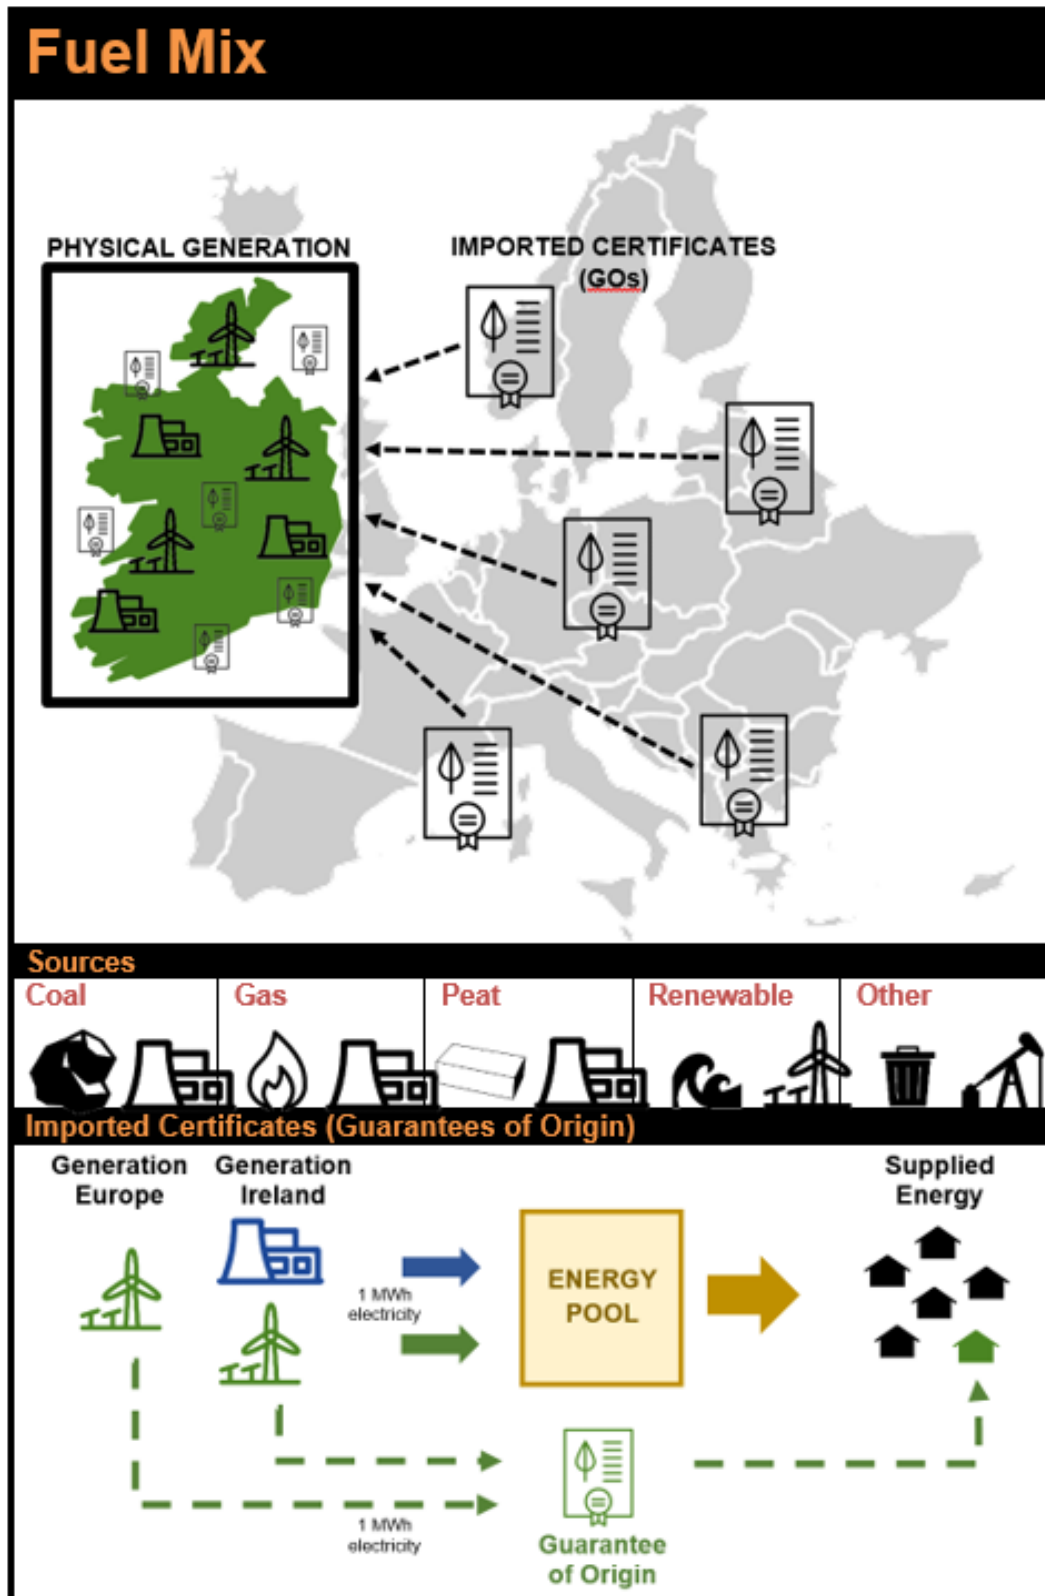 Fuel Mix
PHYSICAL GENERATION
IMPORTED CERTIFICATES
(GOs)
Sources
Coal
Gas
Peat
Renewable
Other
Imported Certificates (Guarantees of Origin)
Generation
Europe
Generation
Ireland
Supplied
Energy
1 MWh
electricity
ENERGY
POOL
1 MWh
electricity
Guarantee
of Origin